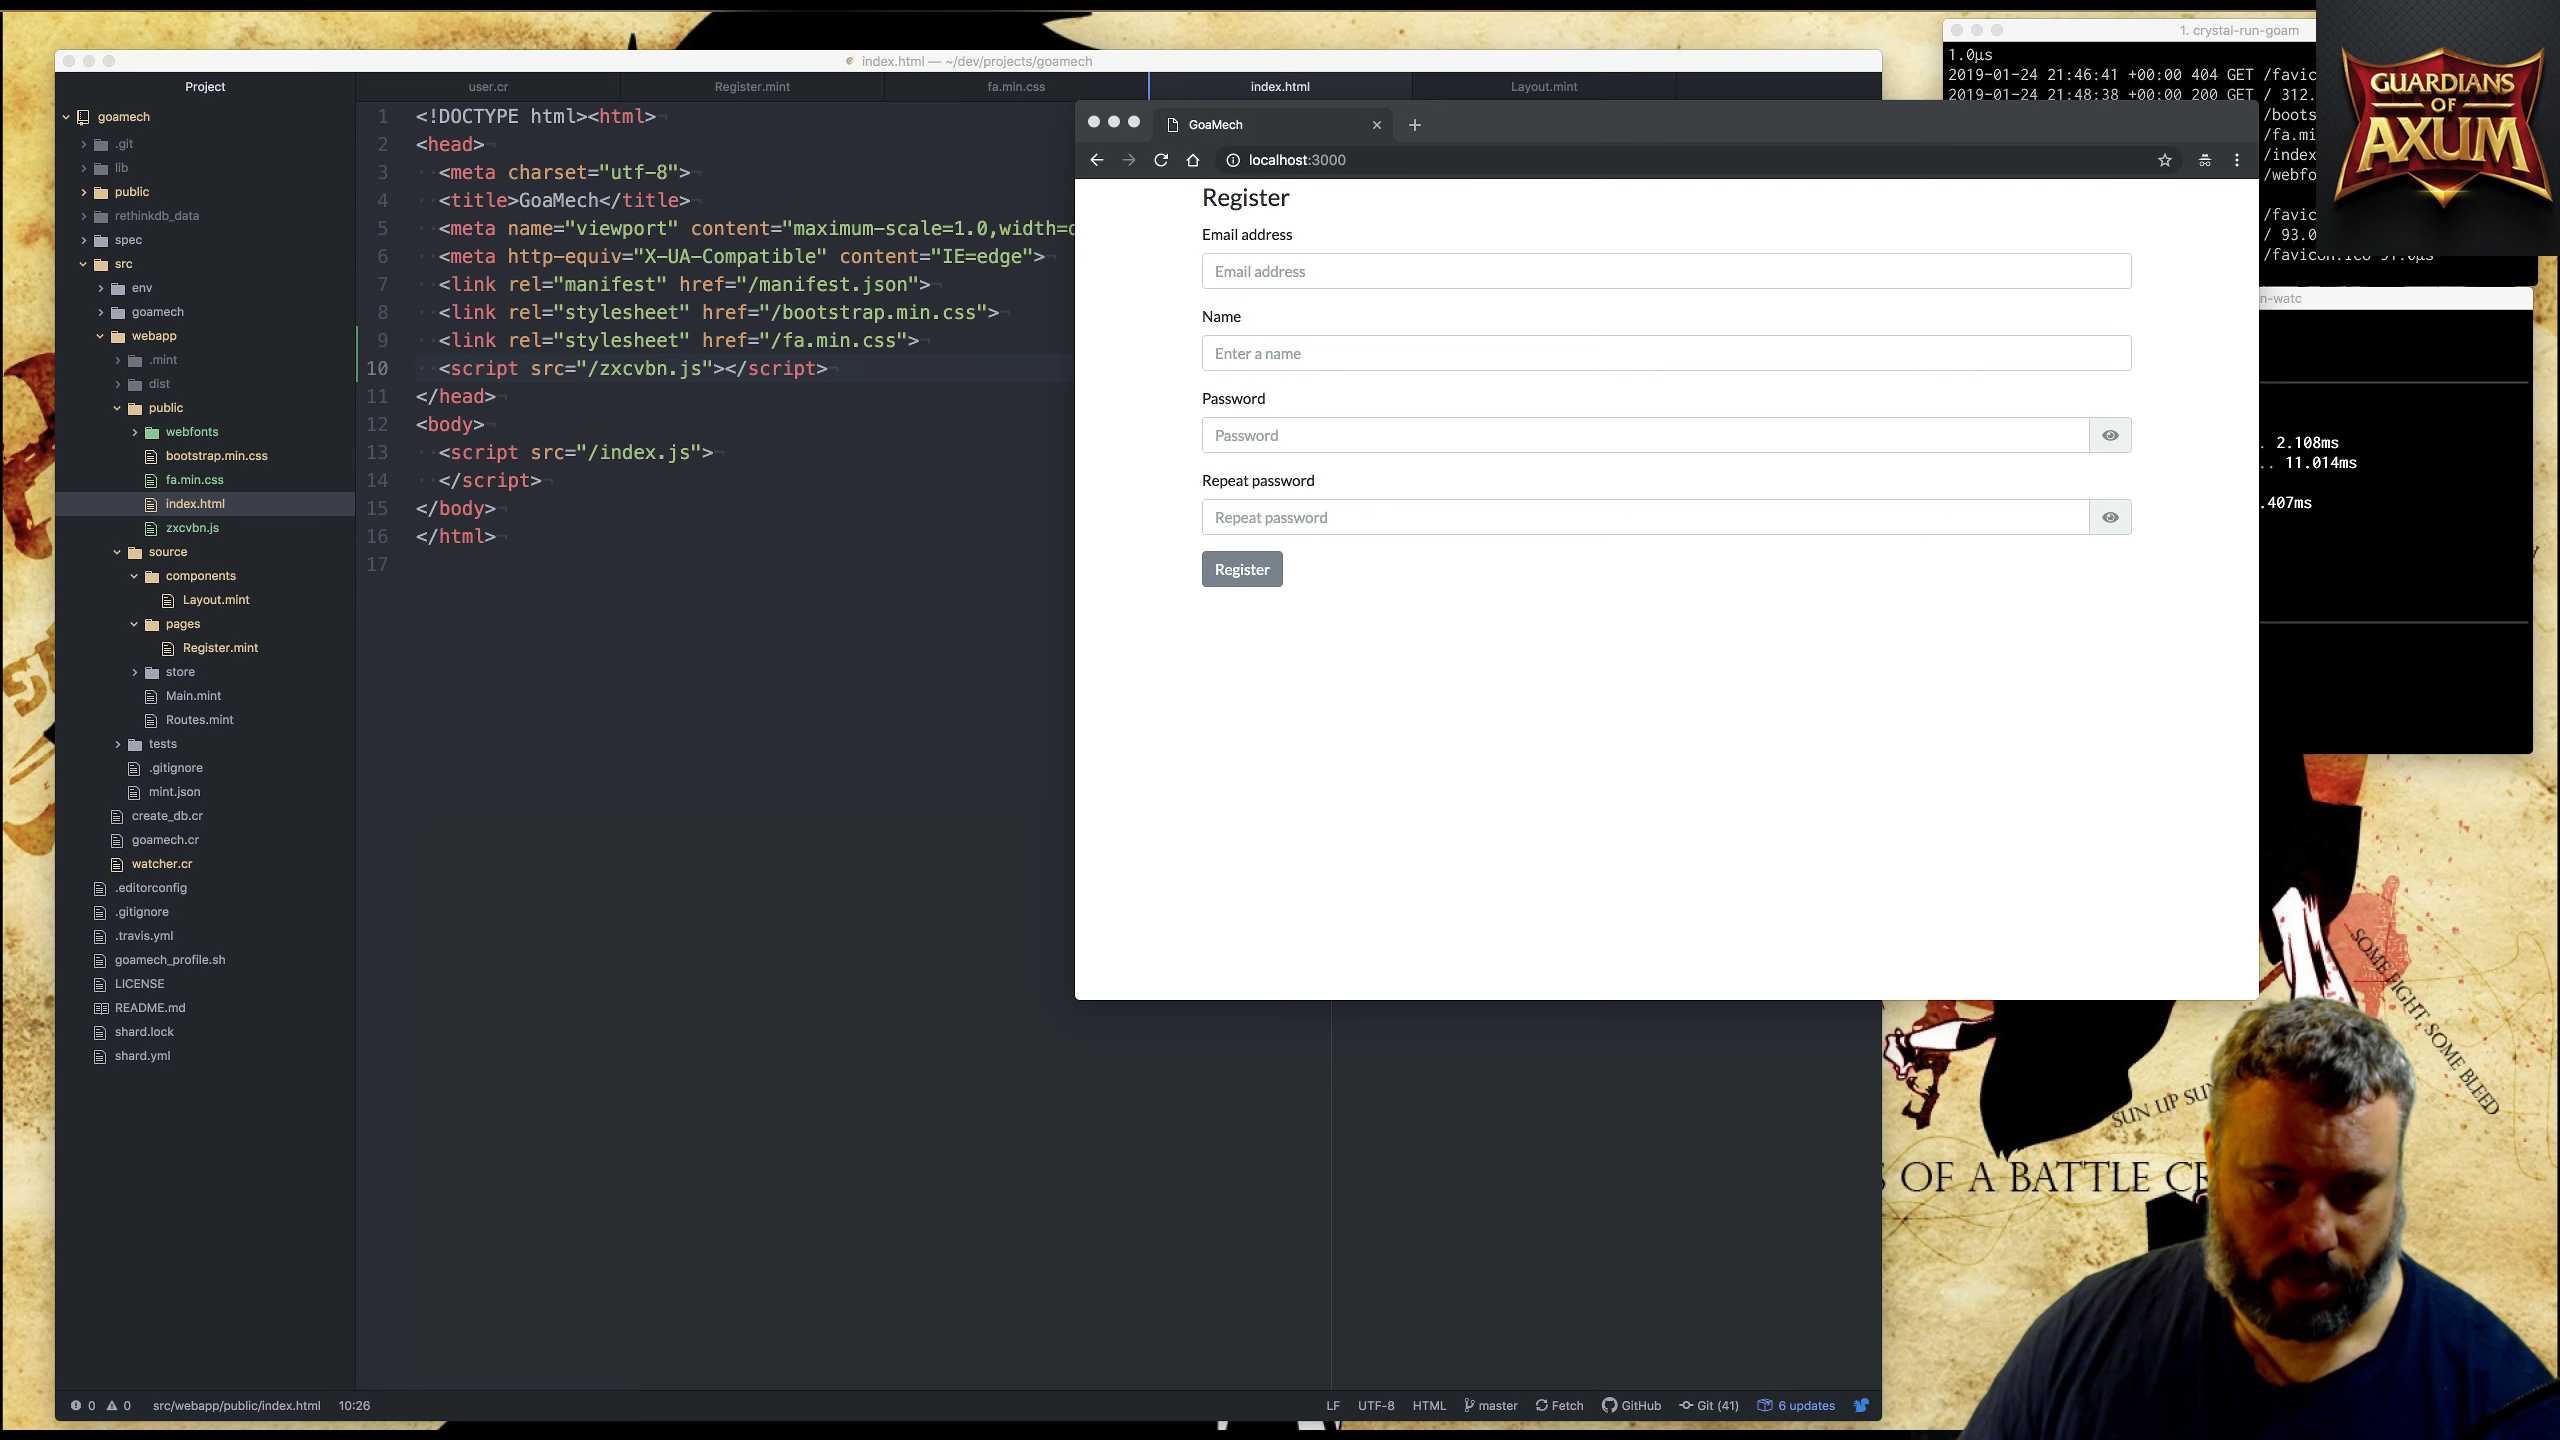 index.html — ~/dev/projects/goamech
Project
user.cr
Register.mint
fa.min.css
index.html
Layout.mint
goamech
.git
lib
public
rethinkdb_data
spec
src
env
goamech
webapp
.mint
dist
public
webfonts
bootstrap.min.css
fa.min.css
index.html
zxcvbn.js
source
components
Layout.mint
pages
Register.mint
store
Main.mint
Routes.mint
tests
.gitignore
mint.json
create_db.cr
goamech.cr
watcher.cr
.editorconfig
.gitignore
.travis.yml
goamech_profile.sh
LICENSE
README.md
shard.lock
shard.yml
1 <!DOCTYPE html><html>
2 <head>
3 <meta charset="utf-8">
4 <title>GoaMech</title>
5 <meta name="viewport" content="maximum-scale=1.0,width=
6 <meta http-equiv="X-UA-Compatible" content="IE=edge">
7 <link rel="manifest" href="/manifest.json">
8 <link rel="stylesheet" href="/bootstrap.min.css">
9 <link rel="stylesheet" href="/fa.min.css">
10 <script src="/zxcvbn.js"></script>
11 </head>
12 <body>
13 <script src="/index.js">
14 </script>
15 </body>
16 </html>
17
0 0 src/webapp/public/index.html 10:26
LF UTF-8 HTML master Fetch GitHub Git (41) 6 updates
GoaMech
localhost:3000
Register
Email address
Email address
Name
Enter a name
Password
Password
Repeat password
Repeat password
Register
1. crystal-run-goam
1.0µs
2019-01-24 21:46:41 +00:00 404 GET /favic
2019-01-24 21:48:38 +00:00 200 GET / 312.
/boots
/fa.mi
/index
/webfo
/favic
/ 93.0
n-watc
. 2.108ms
.. 11.014ms
.407ms
GUARDIANS
OF
AXUM
SOME FIGHT, SOME BLEED
SUN UP
OF A BATTLE